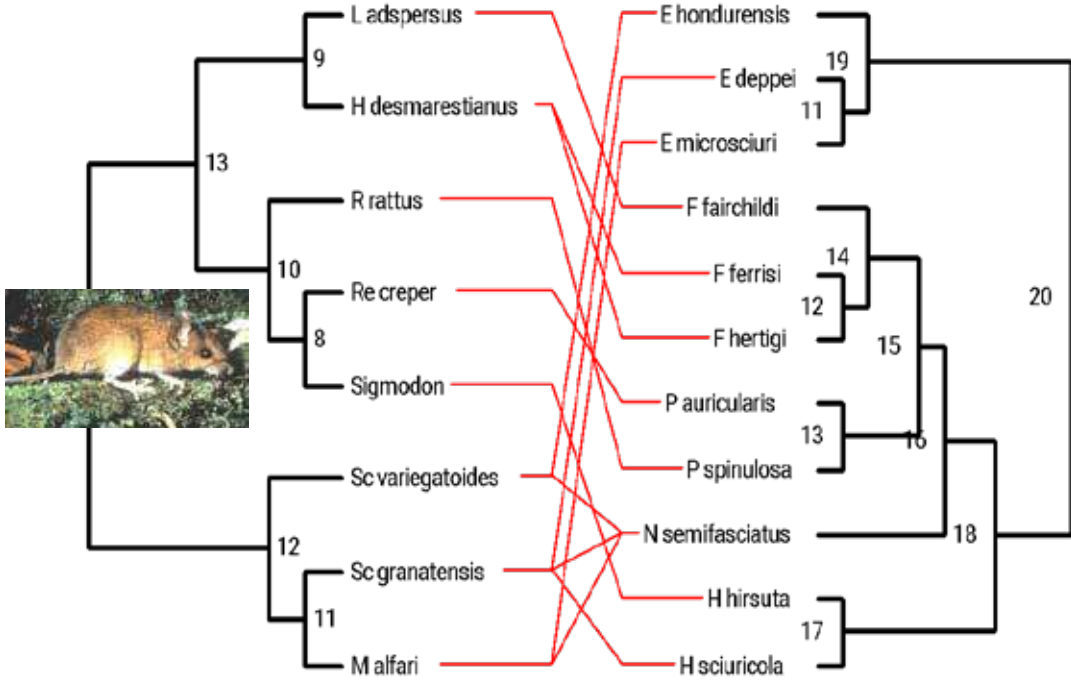 L adspersus
9
H desmarestianus
13
R rattus
10
Re creper
8
Sigmodon
Sc variegatoides
12
Sc granatensis
11
M alfari
E hondurensis
19
E deppei
11
E microsciuri
F fairchildi
14
F ferrisi
12
20
F hertigi
15
P auricularis
13
16
P spinulosa
N semifasciatus
18
H hirsuta
17
H sciuricola